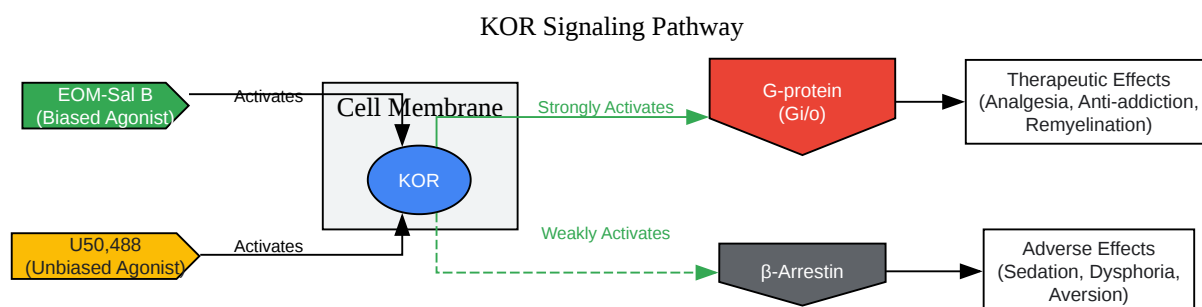 KOR Signaling Pathway
EOM-Sal B
(Biased Agonist)
Activates
Cell Membrane
KOR
Strongly Activates
G-protein
(Gi/o)
Therapeutic Effects
(Analgesia, Anti-addiction,
Remyelination)
U50,488
(Unbiased Agonist)
Activates
Weakly Activates
β-Arrestin
Adverse Effects
(Sedation, Dysphoria,
Aversion)